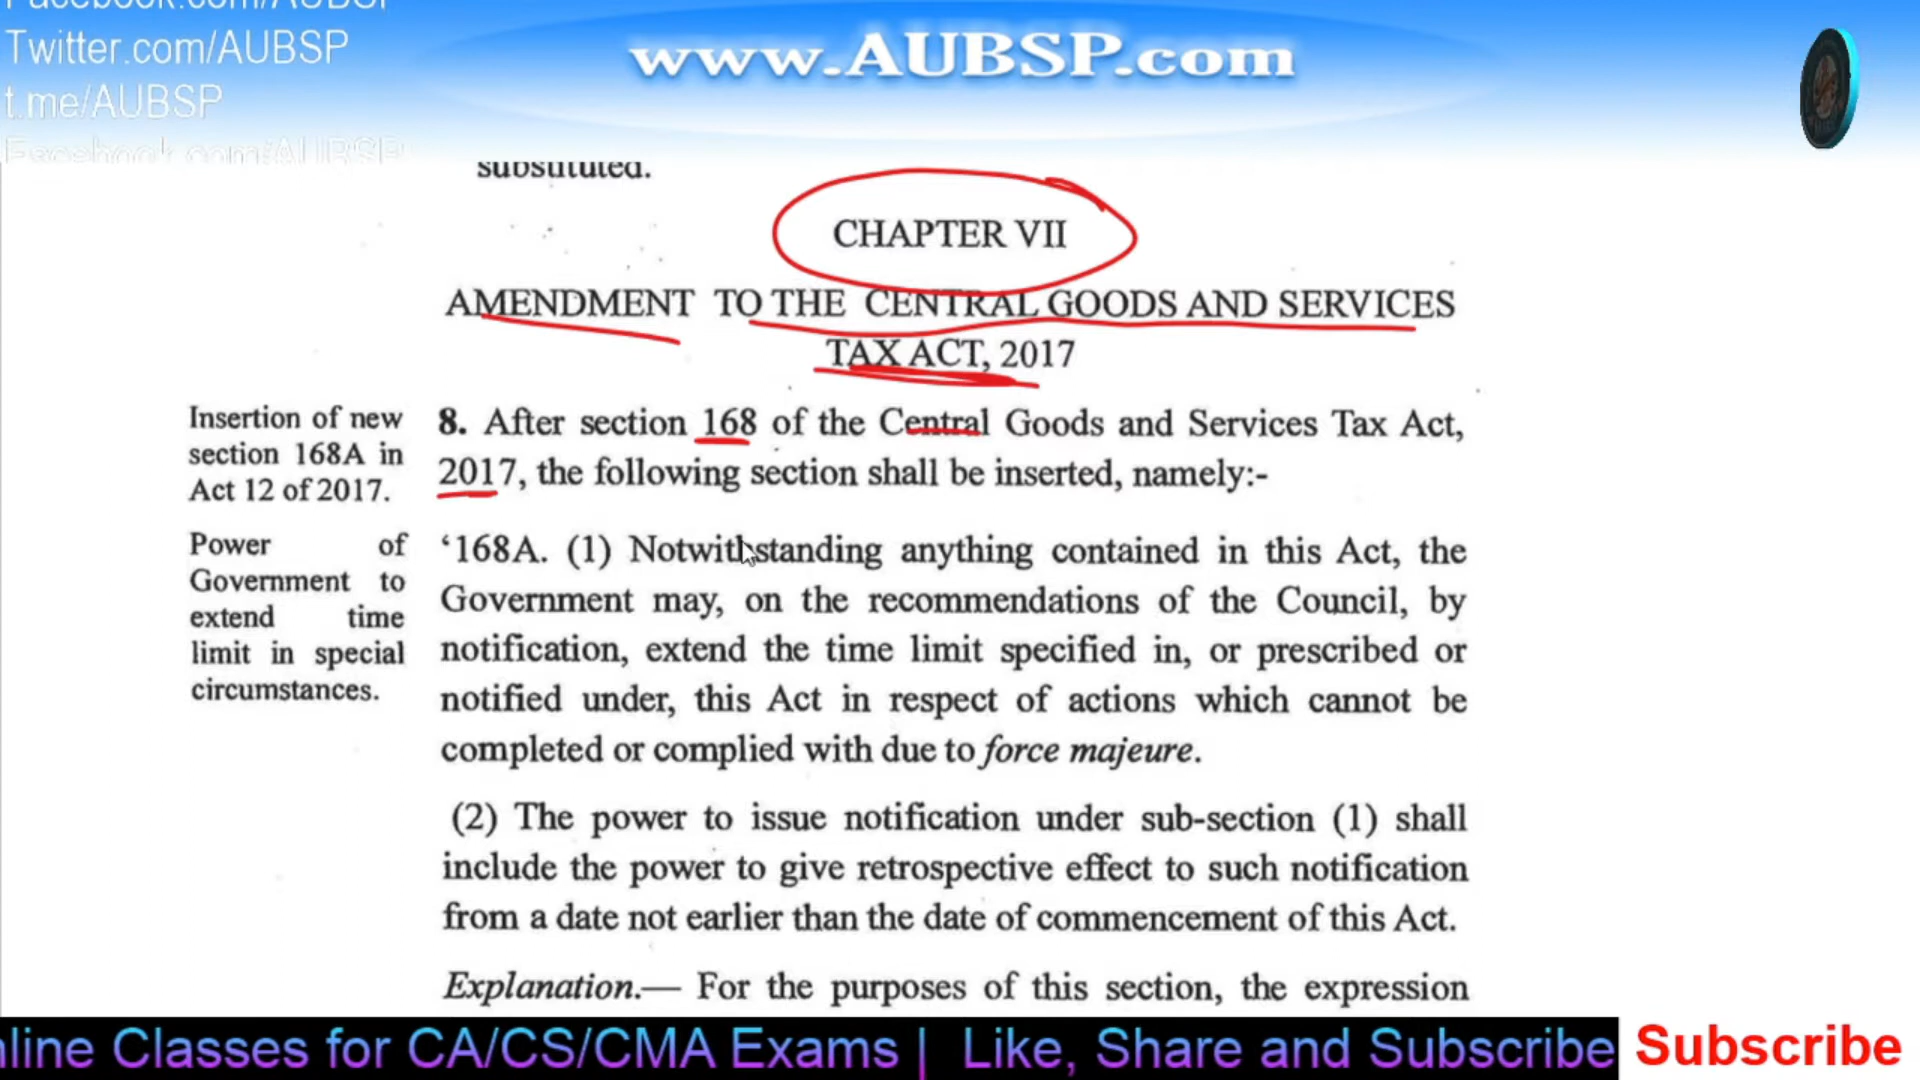 Facebook.com/AUBSP
Twitter.com/AUBSP
t.me/AUBSP
Facebook.com/AUBSP
www.AUBSP.com
substituted.
CHAPTER VII
AMENDMENT TO THE CENTRAL GOODS AND SERVICES
TAX ACT, 2017
Insertion of new
section 168A in
Act 12 of 2017.
8. After section 168 of the Central Goods and Services Tax Act,
2017, the following section shall be inserted, namely:-
Power of
Government to
extend time
limit in special
circumstances.
‘168A. (1) Notwithstanding anything contained in this Act, the
Government may, on the recommendations of the Council, by
notification, extend the time limit specified in, or prescribed or
notified under, this Act in respect of actions which cannot be
completed or complied with due to force majeure.
(2) The power to issue notification under sub-section (1) shall
include the power to give retrospective effect to such notification
from a date not earlier than the date of commencement of this Act.
Explanation.— For the purposes of this section, the expression
nline Classes for CA/CS/CMA Exams | Like, Share and Subscribe
Subscribe